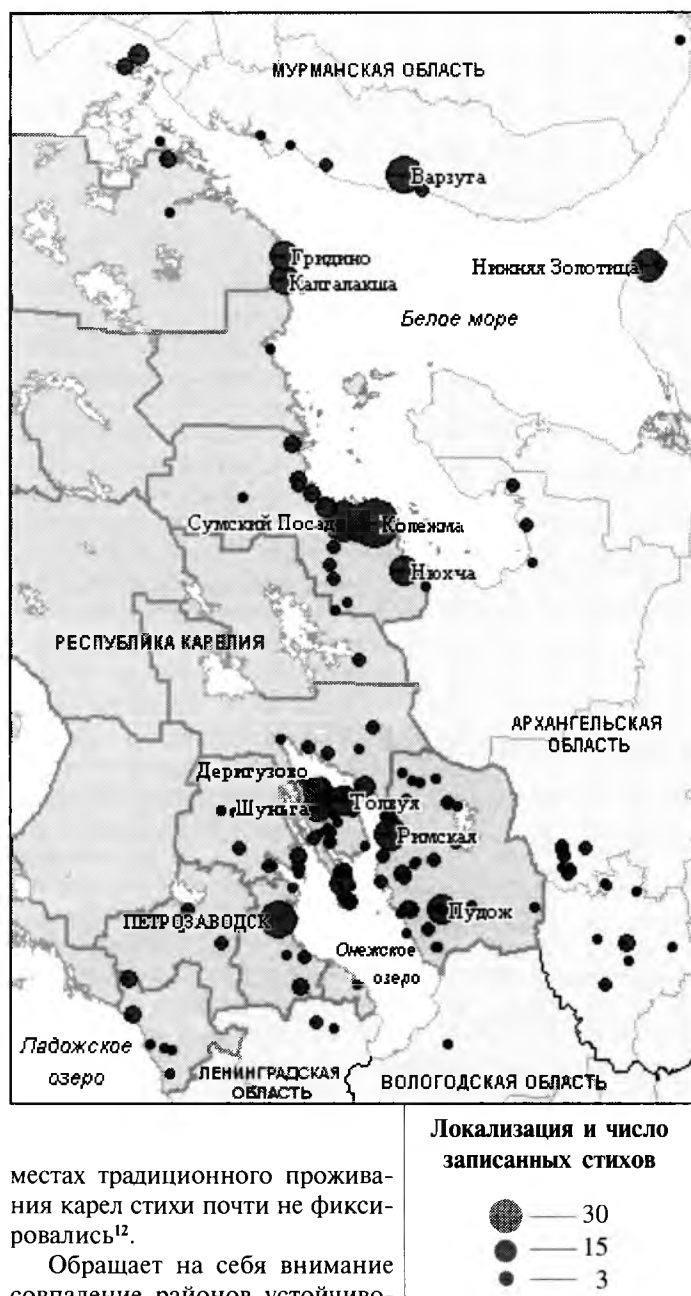 МУРМАНСКАЯ ОБЛАСТЬ
Варзуга
Гридино
Нижняя Золотица
Калгалакша
Белое море
Сумский Посад
Колежма
Нюхча
РЕСПУБЛИКА КАРЕЛИЯ
АРХАНГЕЛЬСКАЯ
ОБЛАСТЬ
Деригузово
Шуньга
Толвуя
Римская
ПЕТРОЗАВОДСК
Пудож
Онежское
озеро
Ладожское
озеро
ЛЕНИНГРАДСКАЯ
ОБЛАСТЬ
ВОЛОГОДСКАЯ ОБЛАСТЬ
Локализация и число
записанных стихов
30
15
3
местах традиционного прожива-
ния карел стихи почти не фикси-
ровались¹².
Обращает на себя внимание
совпадение районов устойчиво-